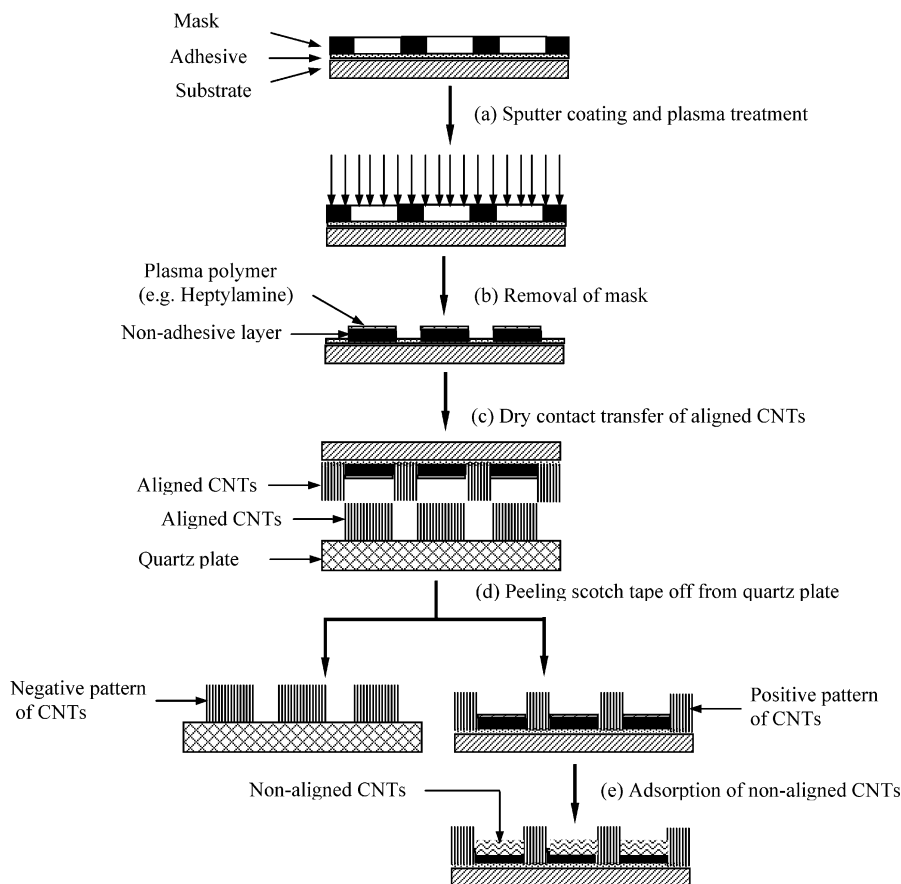 Mask
Adhesive
Substrate
(a) Sputter coating and plasma treatment
Plasma polymer
(e.g. Heptylamine)
(b) Removal of mask
Non-adhesive layer
(c) Dry contact transfer of aligned CNTs
Aligned CNTs
Aligned CNTs
Quartz plate
(d) Peeling scotch tape off from quartz plate
Negative pattern
of CNTs
Positive pattern
of CNTs
Non-aligned CNTs
(e) Adsorption of non-aligned CNTs